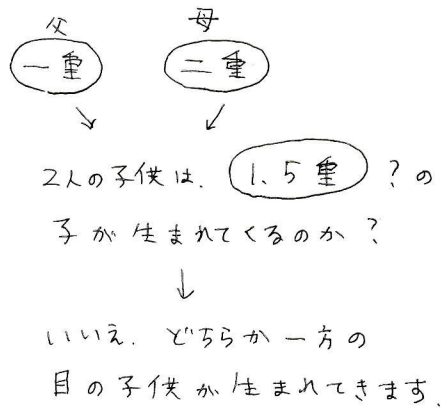 父 母
一重 二重
2人の子供は、1.5重?の
子が生まれてくるのか?
いいえ、どちらか一方の
目の子供が生まれてきます。